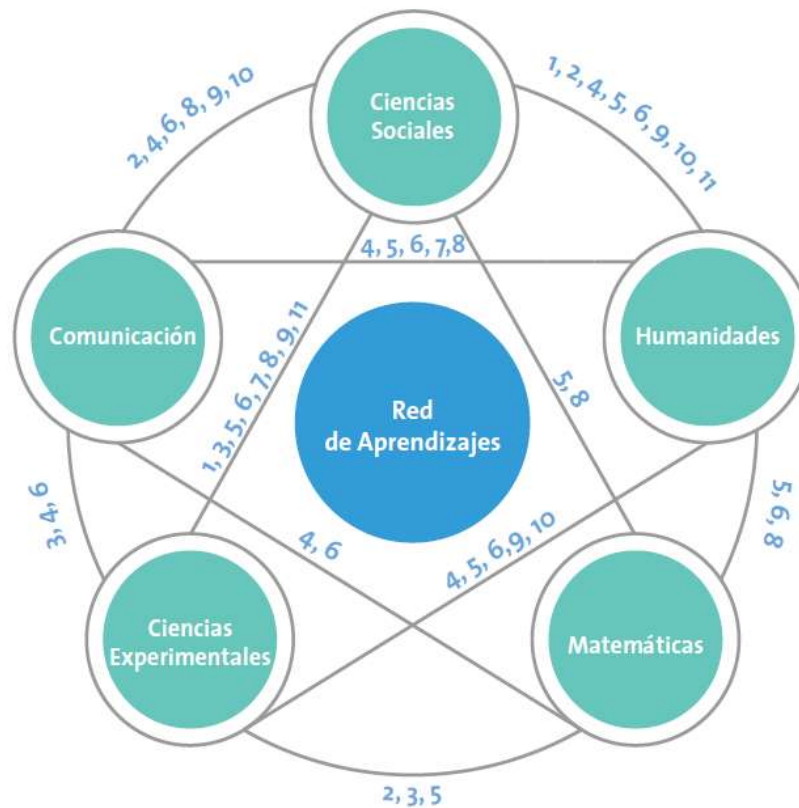 Ciencias
Sociales
2, 4, 6, 8, 9, 10
1, 2, 4, 5, 6, 9, 10, 11
4, 5, 6, 7,8
Comunicación
Humanidades
1, 3, 5, 6, 7, 8, 9, 11
5, 8
Red
de Aprendizajes
3, 4, 6
4, 6
4, 5, 6,9, 10
5, 6, 8
Ciencias
Experimentales
Matemáticas
2, 3, 5